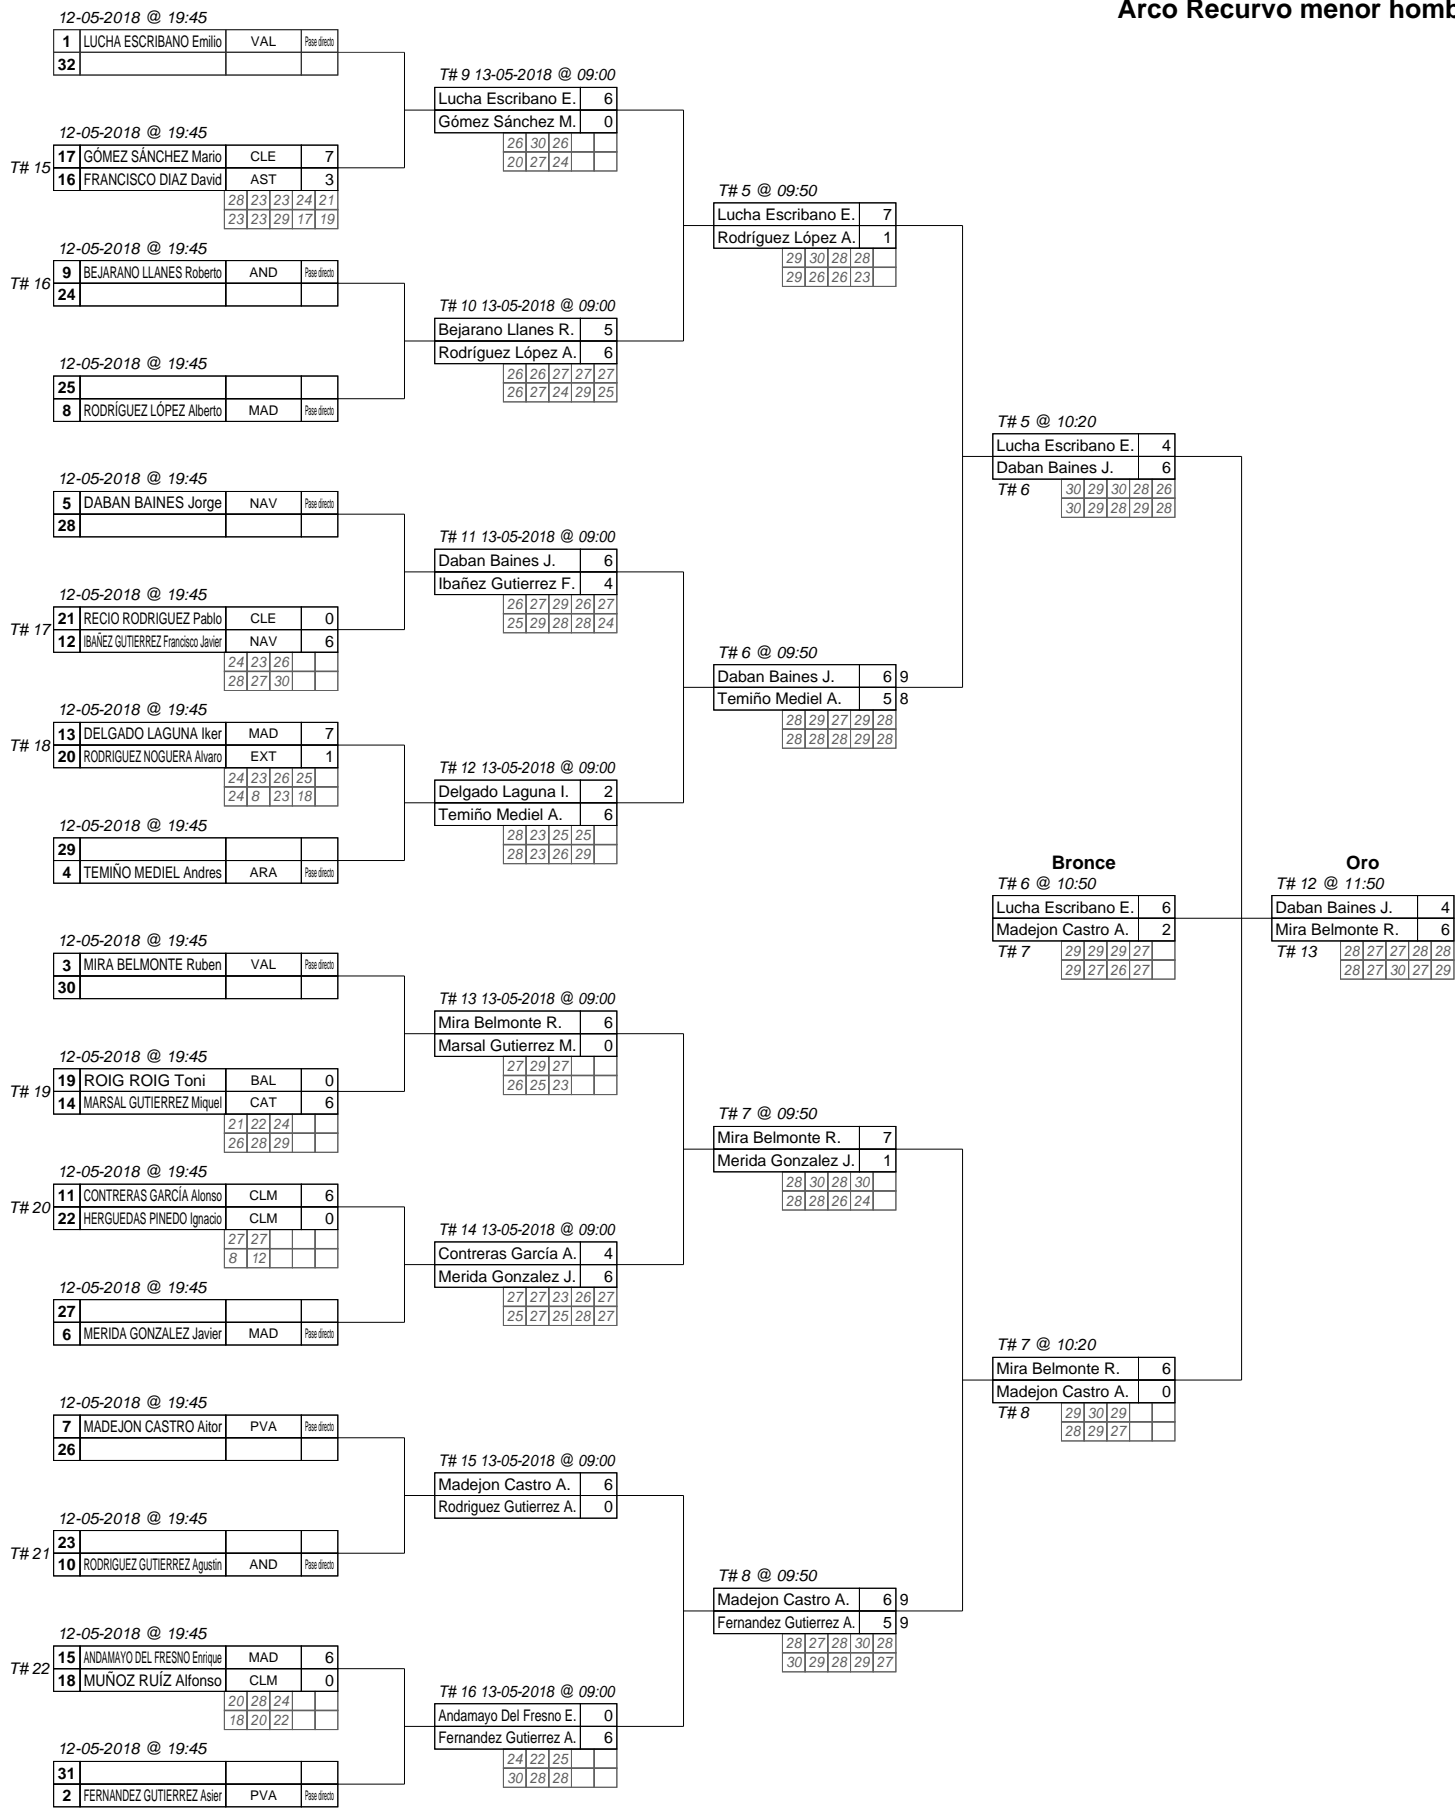 Arco Recurvo menor homb
12-05-2018 @ 19:45
1 LUCHA ESCRIBANO Emilio VAL Pase directo
32
12-05-2018 @ 19:45
T# 15
17 GÓMEZ SÁNCHEZ Mario CLE 7
16 FRANCISCO DIAZ David AST 3
28 23 23 24 21
23 23 29 17 19
12-05-2018 @ 19:45
T# 16
9 BEJARANO LLANES Roberto AND Pase directo
24
12-05-2018 @ 19:45
25
8 RODRÍGUEZ LÓPEZ Alberto MAD Pase directo
12-05-2018 @ 19:45
5 DABAN BAINES Jorge NAV Pase directo
28
12-05-2018 @ 19:45
T# 17
21 RECIO RODRIGUEZ Pablo CLE 0
12 IBAÑEZ GUTIERREZ Francisco Javier NAV 6
24 23 26
28 27 30
12-05-2018 @ 19:45
T# 18
13 DELGADO LAGUNA Iker MAD 7
20 RODRIGUEZ NOGUERA Alvaro EXT 1
24 23 26 25
24 8 23 18
12-05-2018 @ 19:45
29
4 TEMIÑO MEDIEL Andres ARA Pase directo
12-05-2018 @ 19:45
3 MIRA BELMONTE Ruben VAL Pase directo
30
12-05-2018 @ 19:45
T# 19
19 ROIG ROIG Toni BAL 0
14 MARSAL GUTIERREZ Miquel CAT 6
21 22 24
26 28 29
12-05-2018 @ 19:45
T# 20
11 CONTRERAS GARCÍA Alonso CLM 6
22 HERGUEDAS PINEDO Ignacio CLM 0
27 27
8 12
12-05-2018 @ 19:45
27
6 MERIDA GONZALEZ Javier MAD Pase directo
12-05-2018 @ 19:45
7 MADEJON CASTRO Aitor PVA Pase directo
26
12-05-2018 @ 19:45
T# 21
23
10 RODRIGUEZ GUTIERREZ Agustin AND Pase directo
12-05-2018 @ 19:45
T# 22
15 ANDAMAYO DEL FRESNO Enrique MAD 6
18 MUÑOZ RUÍZ Alfonso CLM 0
20 28 24
18 20 22
12-05-2018 @ 19:45
31
2 FERNANDEZ GUTIERREZ Asier PVA Pase directo
T# 9 13-05-2018 @ 09:00
Lucha Escribano E. 6
Gómez Sánchez M. 0
26 30 26
20 27 24
T# 10 13-05-2018 @ 09:00
Bejarano Llanes R. 5
Rodríguez López A. 6
26 26 27 27 27
26 27 24 29 25
T# 11 13-05-2018 @ 09:00
Daban Baines J. 6
Ibañez Gutierrez F. 4
26 27 29 26 27
25 29 28 28 24
T# 12 13-05-2018 @ 09:00
Delgado Laguna I. 2
Temiño Mediel A. 6
28 23 25 25
28 23 26 29
T# 13 13-05-2018 @ 09:00
Mira Belmonte R. 6
Marsal Gutierrez M. 0
27 29 27
26 25 23
T# 14 13-05-2018 @ 09:00
Contreras García A. 4
Merida Gonzalez J. 6
27 27 23 26 27
25 27 25 28 27
T# 15 13-05-2018 @ 09:00
Madejon Castro A. 6
Rodriguez Gutierrez A. 0
T# 16 13-05-2018 @ 09:00
Andamayo Del Fresno E. 0
Fernandez Gutierrez A. 6
24 22 25
30 28 28
T# 5 @ 09:50
Lucha Escribano E. 7
Rodríguez López A. 1
29 30 28 28
29 26 26 23
T# 6 @ 09:50
Daban Baines J. 6 9
Temiño Mediel A. 5 8
28 29 27 29 28
28 28 28 29 28
T# 7 @ 09:50
Mira Belmonte R. 7
Merida Gonzalez J. 1
28 30 28 30
28 28 26 24
T# 8 @ 09:50
Madejon Castro A. 6 9
Fernandez Gutierrez A. 5 9
28 27 28 30 28
30 29 28 29 27
T# 5 @ 10:20
Lucha Escribano E. 4
Daban Baines J. 6
T# 6 30 29 30 28 26
30 29 28 29 28
Bronce
T# 6 @ 10:50
Lucha Escribano E. 6
Madejon Castro A. 2
T# 7 29 29 29 27
29 27 26 27
T# 7 @ 10:20
Mira Belmonte R. 6
Madejon Castro A. 0
T# 8 29 30 29
28 29 27
Oro
T# 12 @ 11:50
Daban Baines J. 4
Mira Belmonte R. 6
T# 13 28 27 27 28 28
28 27 30 27 29